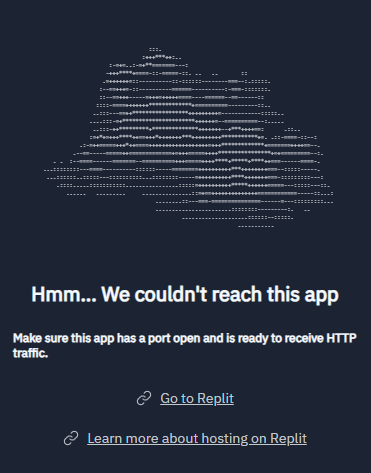 Hmm... We couldn't reach this app
Make sure this app has a port open and is ready to receive HTTP
traffic.
Go to Replit
Learn more about hosting on Replit